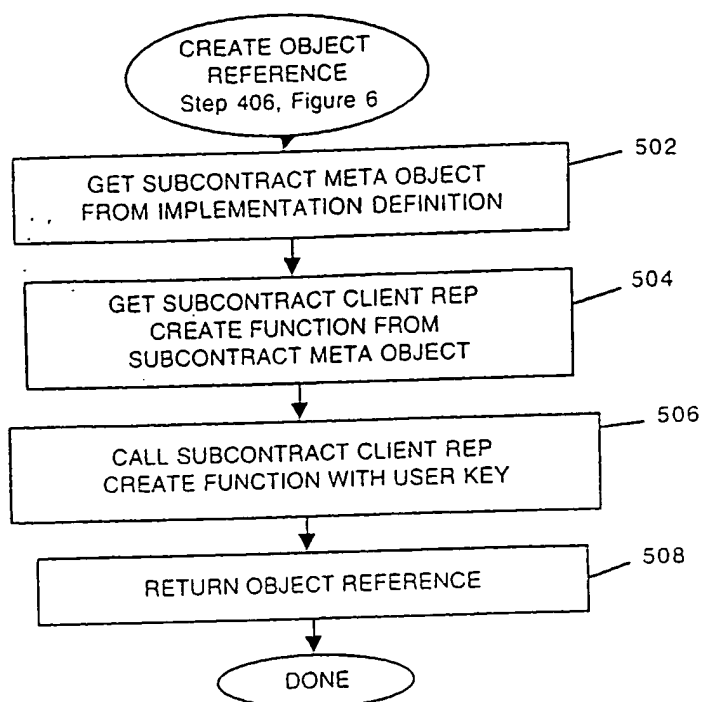 CREATE OBJECT
REFERENCE
Step 406, Figure 6
502
GET SUBCONTRACT META OBJECT
FROM IMPLEMENTATION DEFINITION
504
GET SUBCONTRACT CLIENT REP
CREATE FUNCTION FROM
SUBCONTRACT META OBJECT
506
CALL SUBCONTRACT CLIENT REP
CREATE FUNCTION WITH USER KEY
508
RETURN OBJECT REFERENCE
DONE